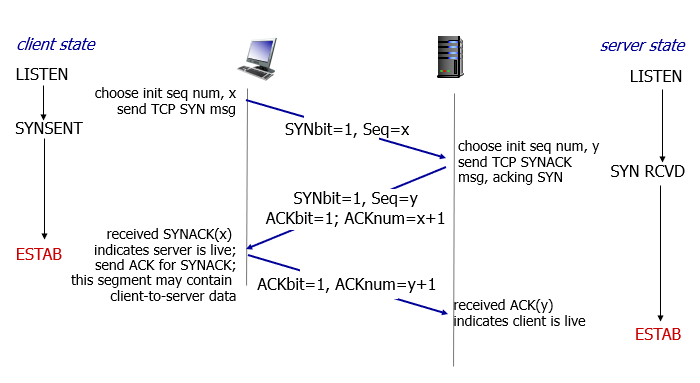 client state
server state
LISTEN
LISTEN
choose init seq num, x
send TCP SYN msg
SYNSENT
SYNbit=1, Seq=x
choose init seq num, y
send TCP SYNACK
msg, acking SYN
SYN RCVD
SYNbit=1, Seq=y
ACKbit=1; ACKnum=x+1
received SYNACK(x)
indicates server is live;
send ACK for SYNACK;
this segment may contain
client-to-server data
ESTAB
ACKbit=1, ACKnum=y+1
received ACK(y)
indicates client is live
ESTAB